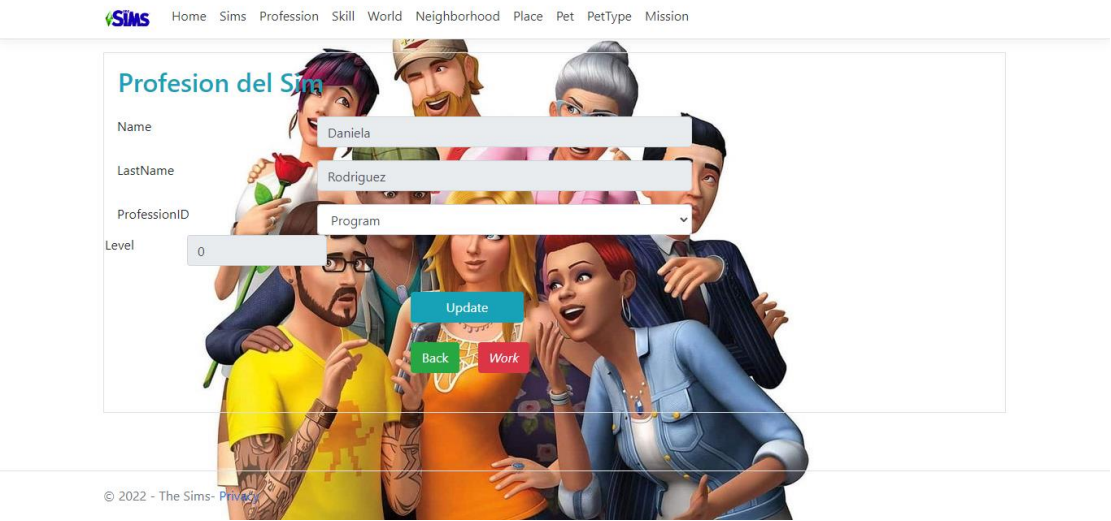 SiMS Home Sims Profession Skill World Neighborhood Place Pet PetType Mission
Profesion del Sim
Name Daniela
LastName Rodriguez
ProfessionID Program
Level 0
Update
Back Work
© 2022 - The Sims- Privacy